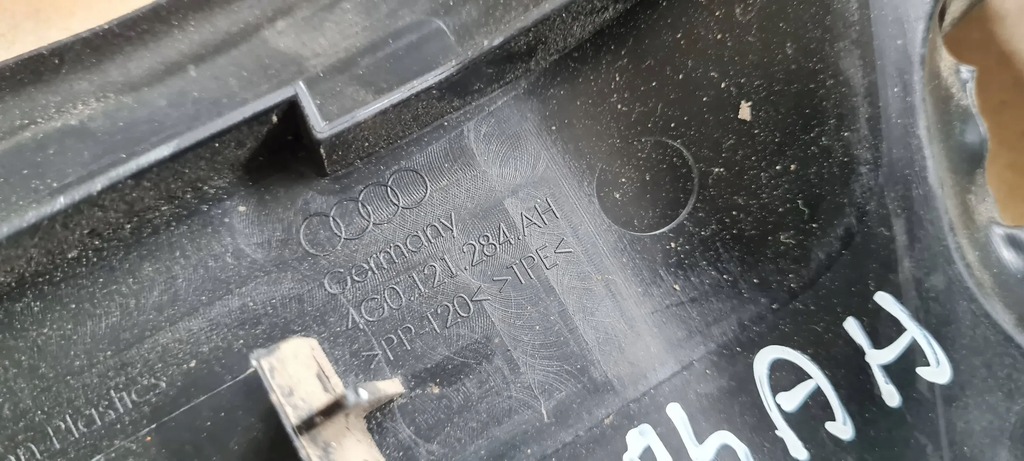 Germany
4G0.121.284.AH
>PP-T20< >TPE<
Plastics
AH